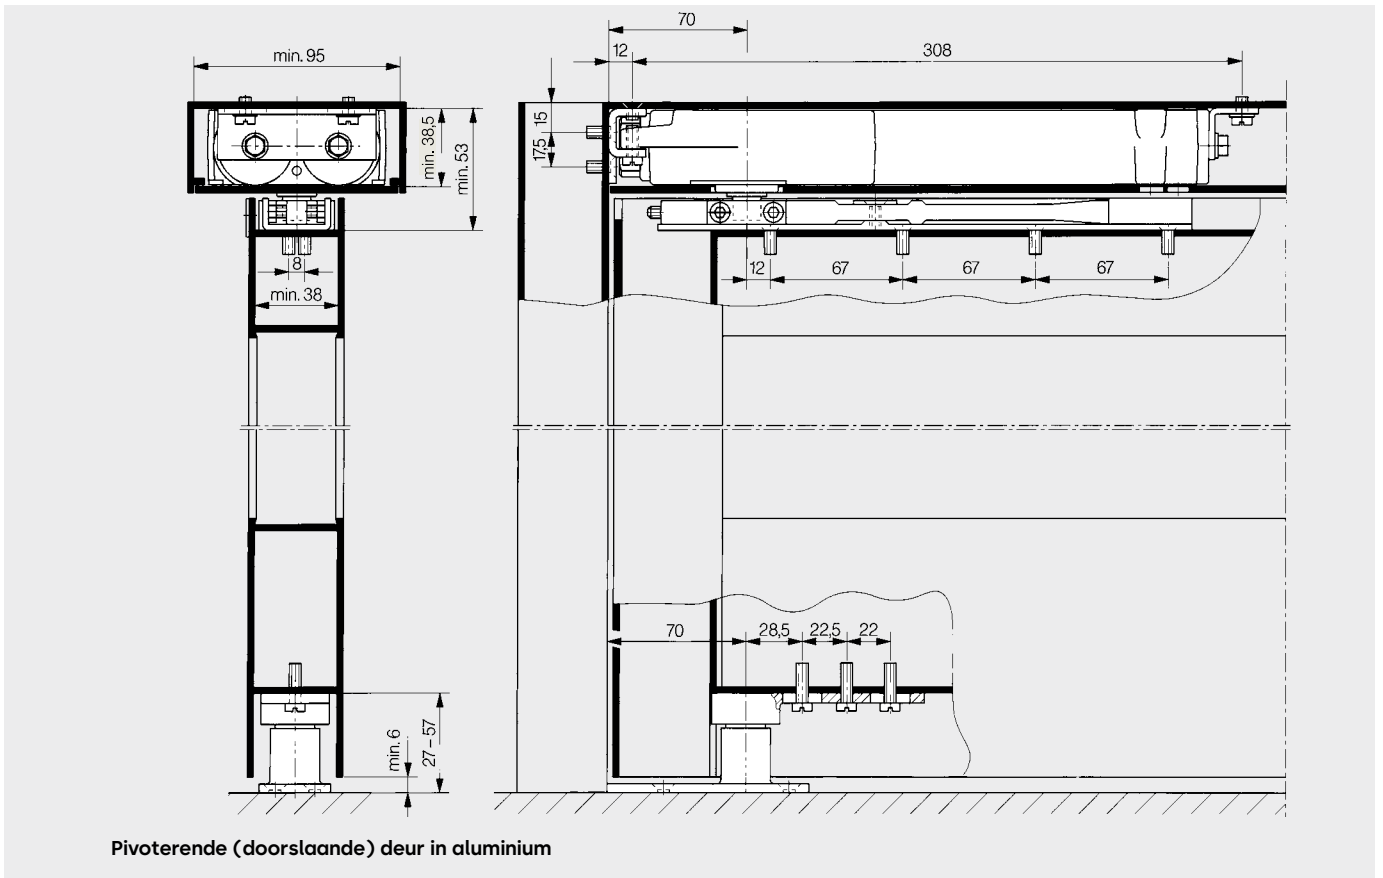 70
min. 95
12
308
15
17,5
min. 38,5
min. 53
8
min. 38
12
67
67
67
70
28,5
22,5
22
min. 6
27–57
Pivoterende (doorslaande) deur in aluminium